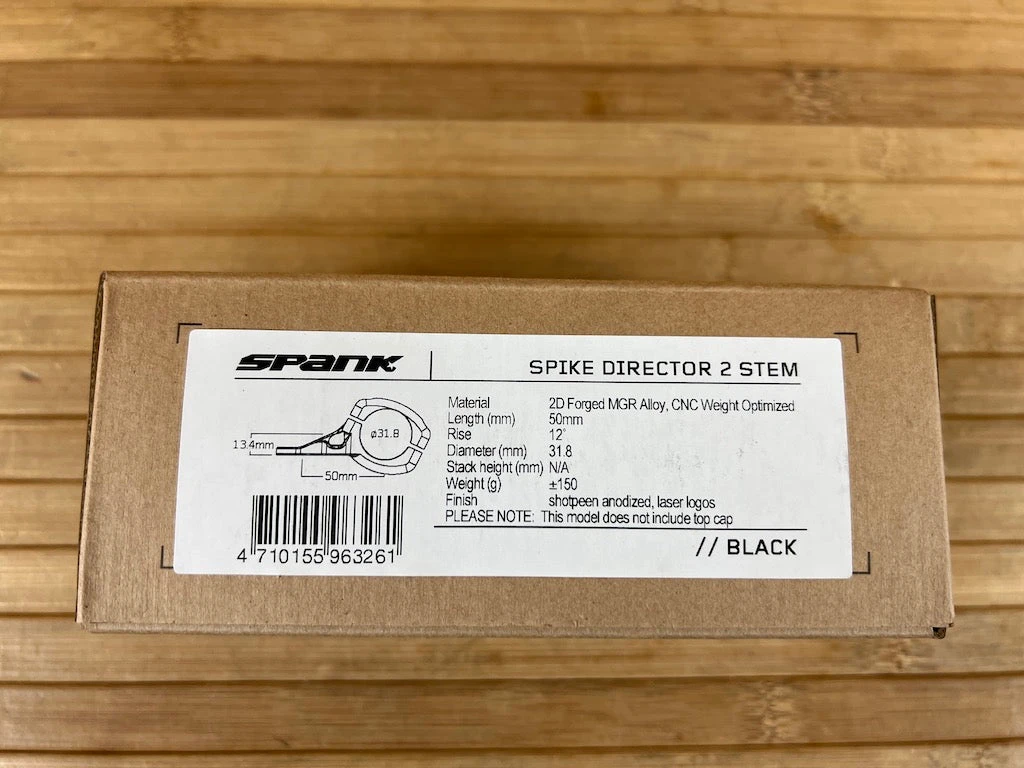 SPANK
SPIKE DIRECTOR 2 STEM
Material 2D Forged MGR Alloy, CNC Weight Optimized
Length (mm) 50mm
Rise 12°
Diameter (mm) 31.8
Stack height (mm) N/A
Weight (g) ±150
Finish shotpeen anodized, laser logos
PLEASE NOTE: This model does not include top cap
// BLACK
13.4mm
ø31.8
50mm
4 710155 963261